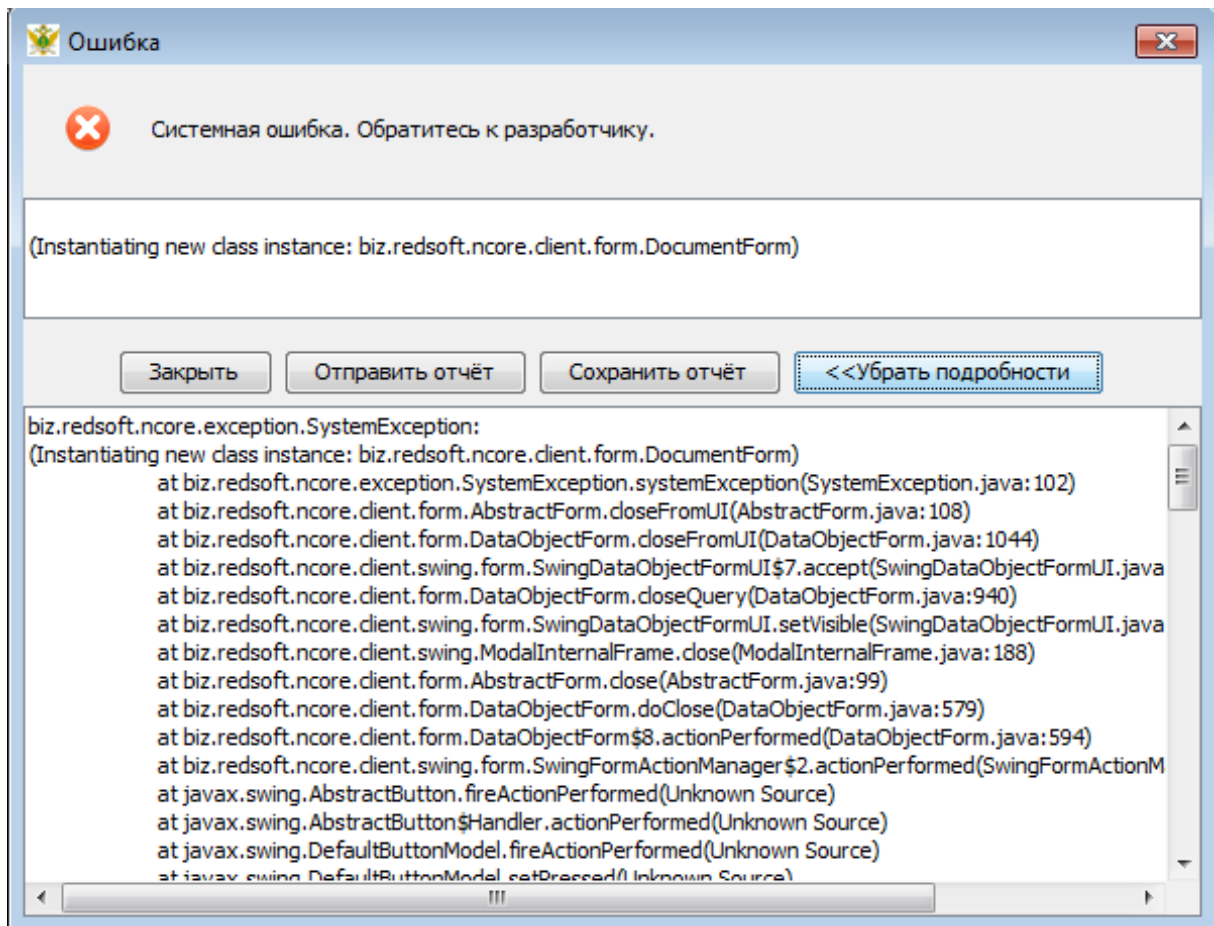 Ошибка
Системная ошибка. Обратитесь к разработчику.
(Instantiating new class instance: biz.redsoft.ncore.client.form.DocumentForm)
Закрыть Отправить отчёт Сохранить отчёт <<Убрать подробности
biz.redsoft.ncore.exception.SystemException:
(Instantiating new class instance: biz.redsoft.ncore.client.form.DocumentForm)
at biz.redsoft.ncore.exception.SystemException.systemException(SystemException.java:102)
at biz.redsoft.ncore.client.form.AbstractForm.closeFromUI(AbstractForm.java:108)
at biz.redsoft.ncore.client.form.DataObjectForm.closeFromUI(DataObjectForm.java:1044)
at biz.redsoft.ncore.client.swing.form.SwingDataObjectFormUI$7.accept(SwingDataObjectFormUI.java
at biz.redsoft.ncore.client.form.DataObjectForm.closeQuery(DataObjectForm.java:940)
at biz.redsoft.ncore.client.swing.form.SwingDataObjectFormUI.setVisible(SwingDataObjectFormUI.java
at biz.redsoft.ncore.client.swing.ModalInternalFrame.close(ModalInternalFrame.java:188)
at biz.redsoft.ncore.client.form.AbstractForm.close(AbstractForm.java:99)
at biz.redsoft.ncore.client.form.DataObjectForm.doClose(DataObjectForm.java:579)
at biz.redsoft.ncore.client.form.DataObjectForm$8.actionPerformed(DataObjectForm.java:594)
at biz.redsoft.ncore.client.swing.form.SwingFormActionManager$2.actionPerformed(SwingFormActionM
at javax.swing.AbstractButton.fireActionPerformed(Unknown Source)
at javax.swing.AbstractButton$Handler.actionPerformed(Unknown Source)
at javax.swing.DefaultButtonModel.fireActionPerformed(Unknown Source)
at javax.swing.DefaultButtonModel.setPressed(Unknown Source)